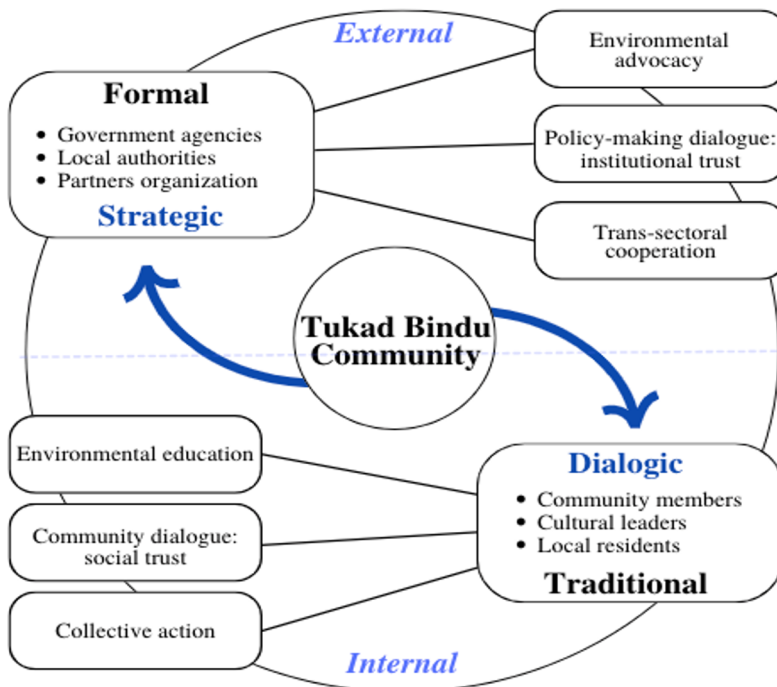 External
Formal
• Government agencies
• Local authorities
• Partners organization
Strategic
Environmental
advocacy
Policy-making dialogue:
institutional trust
Trans-sectoral
cooperation
Tukad Bindu
Community
Environmental education
Community dialogue:
social trust
Collective action
Dialogic
• Community members
• Cultural leaders
• Local residents
Traditional
Internal